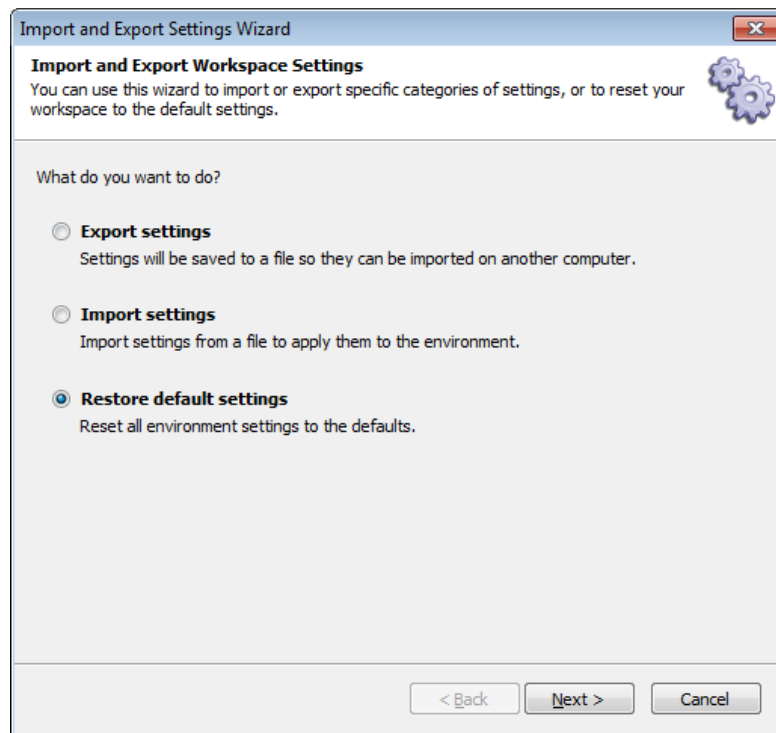 Import and Export Settings Wizard
Import and Export Workspace Settings
You can use this wizard to import or export specific categories of settings, or to reset your
workspace to the default settings.
What do you want to do?
Export settings
Settings will be saved to a file so they can be imported on another computer.
Import settings
Import settings from a file to apply them to the environment.
Restore default settings
Reset all environment settings to the defaults.
< Back Next > Cancel